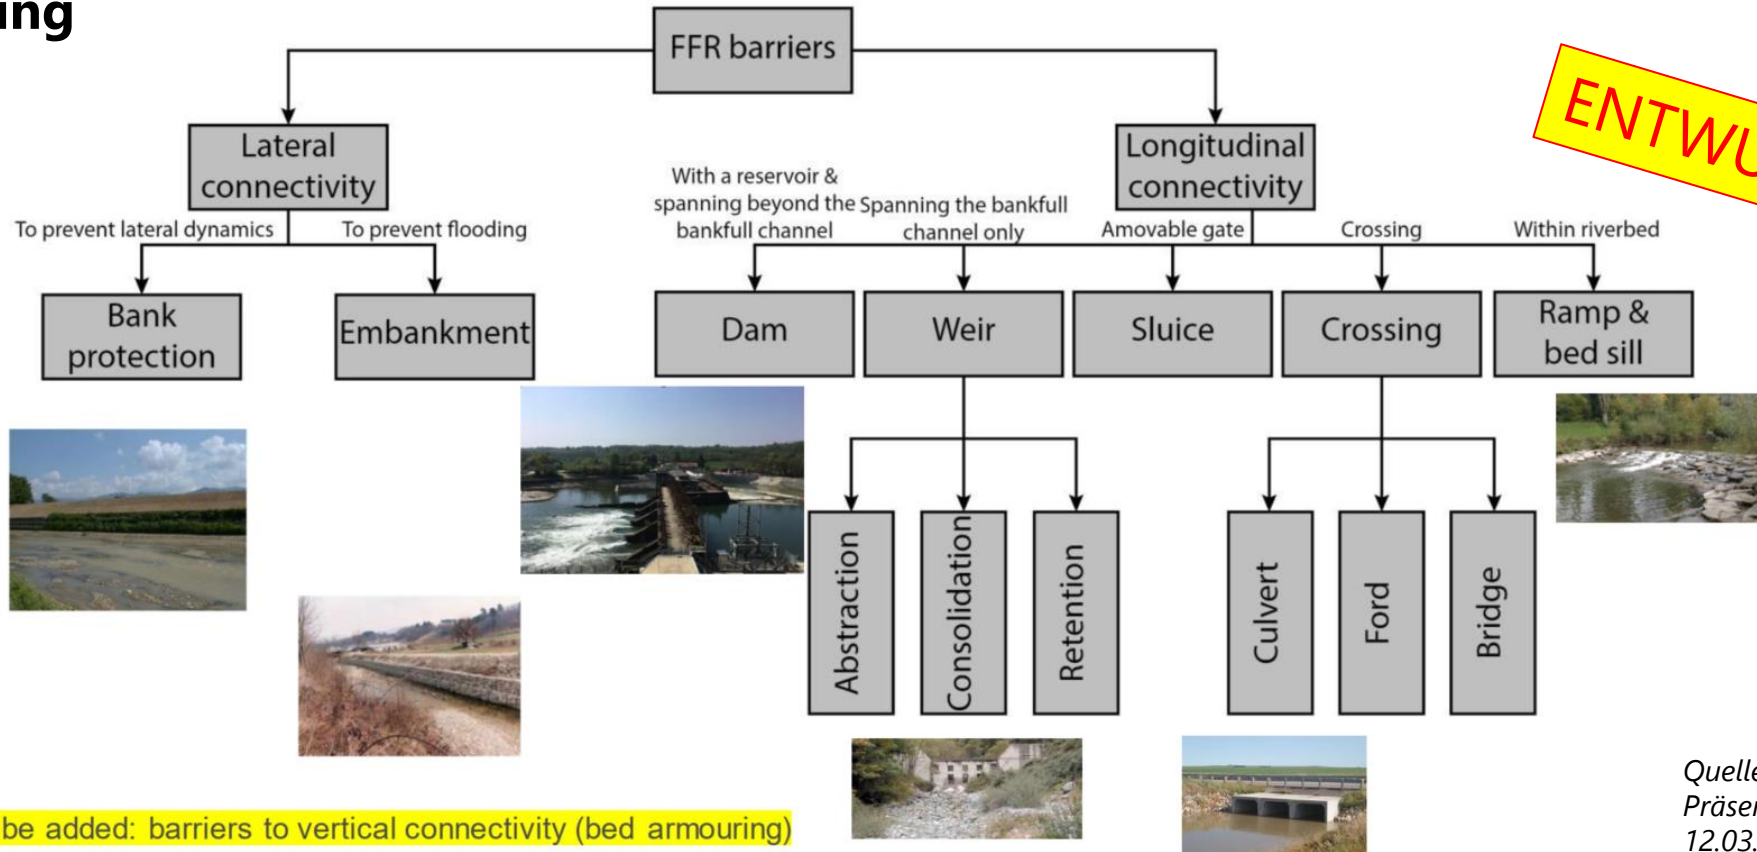 FFR barriers
Lateral
connectivity
Longitudinal
connectivity
To prevent lateral dynamics
To prevent flooding
With a reservoir &
spanning beyond the
bankfull channel
Spanning the bankfull
channel only
Amovable gate
Crossing
Within riverbed
Bank
protection
Embankment
Dam
Weir
Sluice
Crossing
Ramp &
bed sill
Abstraction
Consolidation
Retention
Culvert
Ford
Bridge
be added: barriers to vertical connectivity (bed armouring)
Quelle
12.03.